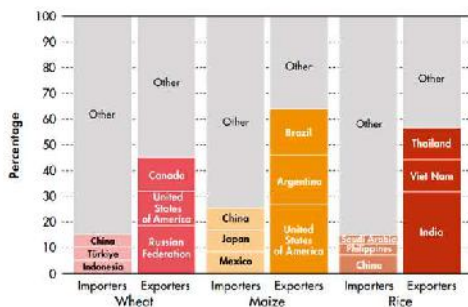 100
90
80
70
60
50
40
30
20
10
0
Percentage
Other
China
Türkiye
Indonesia
Other
Canada
United
States
of America
Russian
Federation
Other
China
Japan
Mexico
Other
Brazil
Argentina
United
States
of America
Other
Saudi Arabia
Philippines
China
Other
Thailand
Viet Nam
India
Importers Exporters Importers Exporters Importers Exporters
Wheat Maize Rice